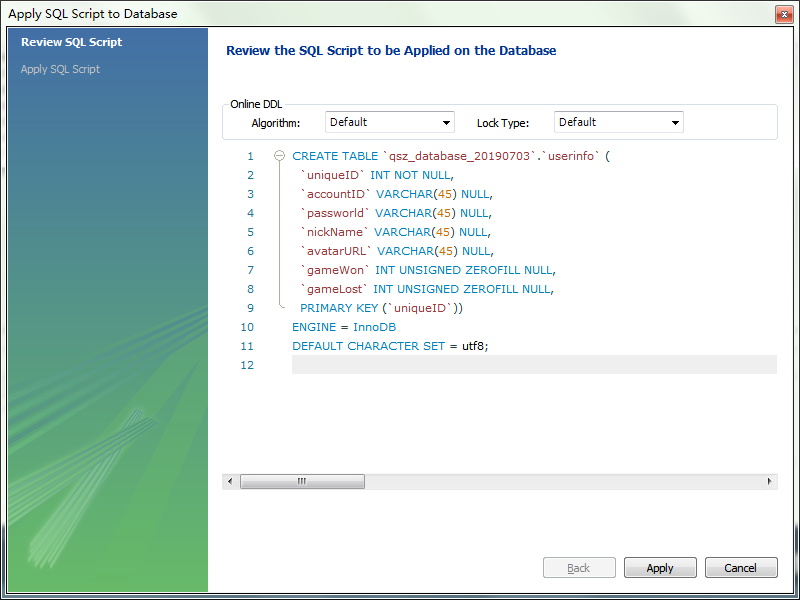 Apply SQL Script to Database
Review SQL Script
Apply SQL Script
Review the SQL Script to be Applied on the Database
Online DDL
Algorithm: Default Lock Type: Default
1 CREATE TABLE `qsz_database_20190703`.`userinfo` (
2 `uniqueID` INT NOT NULL,
3 `accountID` VARCHAR(45) NULL,
4 `passworld` VARCHAR(45) NULL,
5 `nickName` VARCHAR(45) NULL,
6 `avatarURL` VARCHAR(45) NULL,
7 `gameWon` INT UNSIGNED ZEROFILL NULL,
8 `gameLost` INT UNSIGNED ZEROFILL NULL,
9 PRIMARY KEY (`uniqueID`))
10 ENGINE = InnoDB
11 DEFAULT CHARACTER SET = utf8;
12
Back Apply Cancel